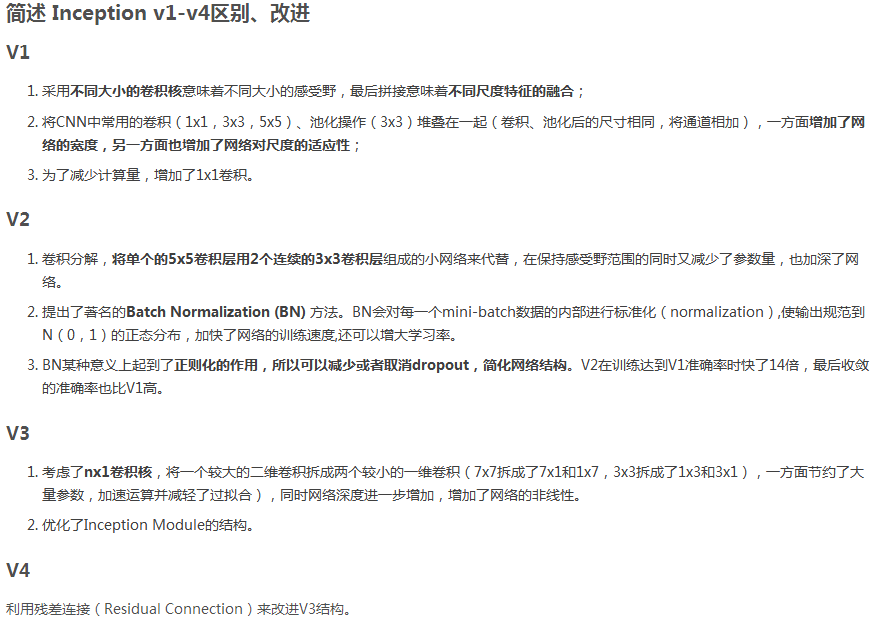 简述 Inception v1-v4区别、改进
V1
1. 采用不同大小的卷积核意味着不同大小的感受野，最后拼接意味着不同尺度特征的融合；
2. 将CNN中常用的卷积（1x1，3x3，5x5）、池化操作（3x3）堆叠在一起（卷积、池化后的尺寸相同，将通道相加），一方面增加了网
络的宽度，另一方面也增加了网络对尺度的适应性；
3. 为了减少计算量，增加了1x1卷积。
V2
1. 卷积分解，将单个的5x5卷积层用2个连续的3x3卷积层组成的小网络来代替，在保持感受野范围的同时又减少了参数量，也加深了网
络。
2. 提出了著名的Batch Normalization (BN) 方法。BN会对每一个mini-batch数据的内部进行标准化（normalization）,使输出规范到
N（0，1）的正态分布，加快了网络的训练速度,还可以增大学习率。
3. BN某种意义上起到了正则化的作用，所以可以减少或者取消dropout，简化网络结构。V2在训练达到V1准确率时快了14倍，最后收敛
的准确率也比V1高。
V3
1. 考虑了nx1卷积核，将一个较大的二维卷积拆成两个较小的一维卷积（7x7拆成了7x1和1x7，3x3拆成了1x3和3x1），一方面节约了大
量参数，加速运算并减轻了过拟合），同时网络深度进一步增加，增加了网络的非线性。
2. 优化了Inception Module的结构。
V4
利用残差连接（Residual Connection）来改进V3结构。